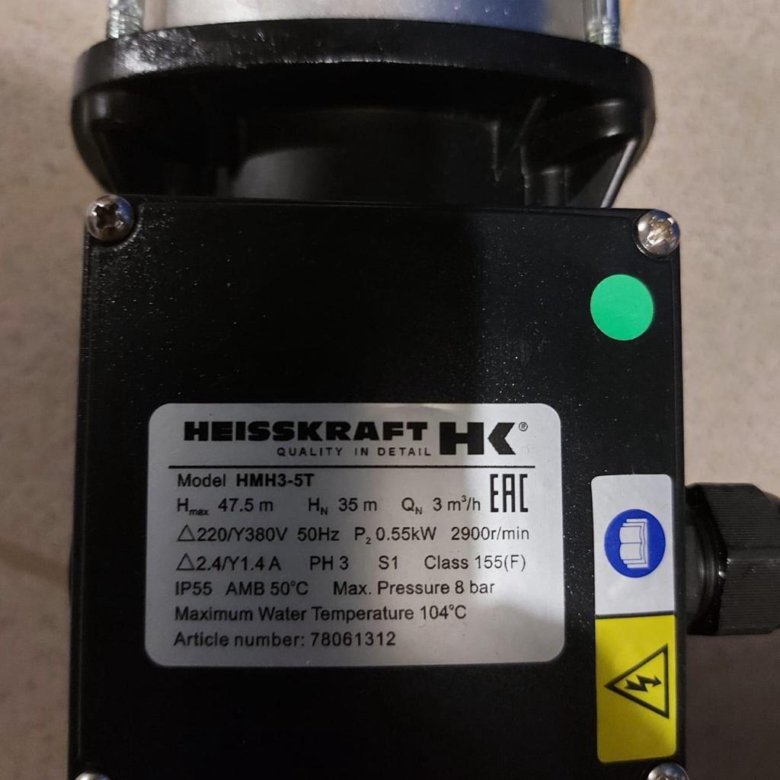 HEISSKRAFT HK®
QUALITY IN DETAIL
Model HMH3-5T
Hmax 47.5 m HN 35 m QN 3 m³/h EAC
△220/Y380V 50Hz P2 0.55kW 2900r/min
△2.4/Y1.4 A PH 3 S1 Class 155(F)
IP55 AMB 50°C Max. Pressure 8 bar
Maximum Water Temperature 104°C
Article number: 78061312